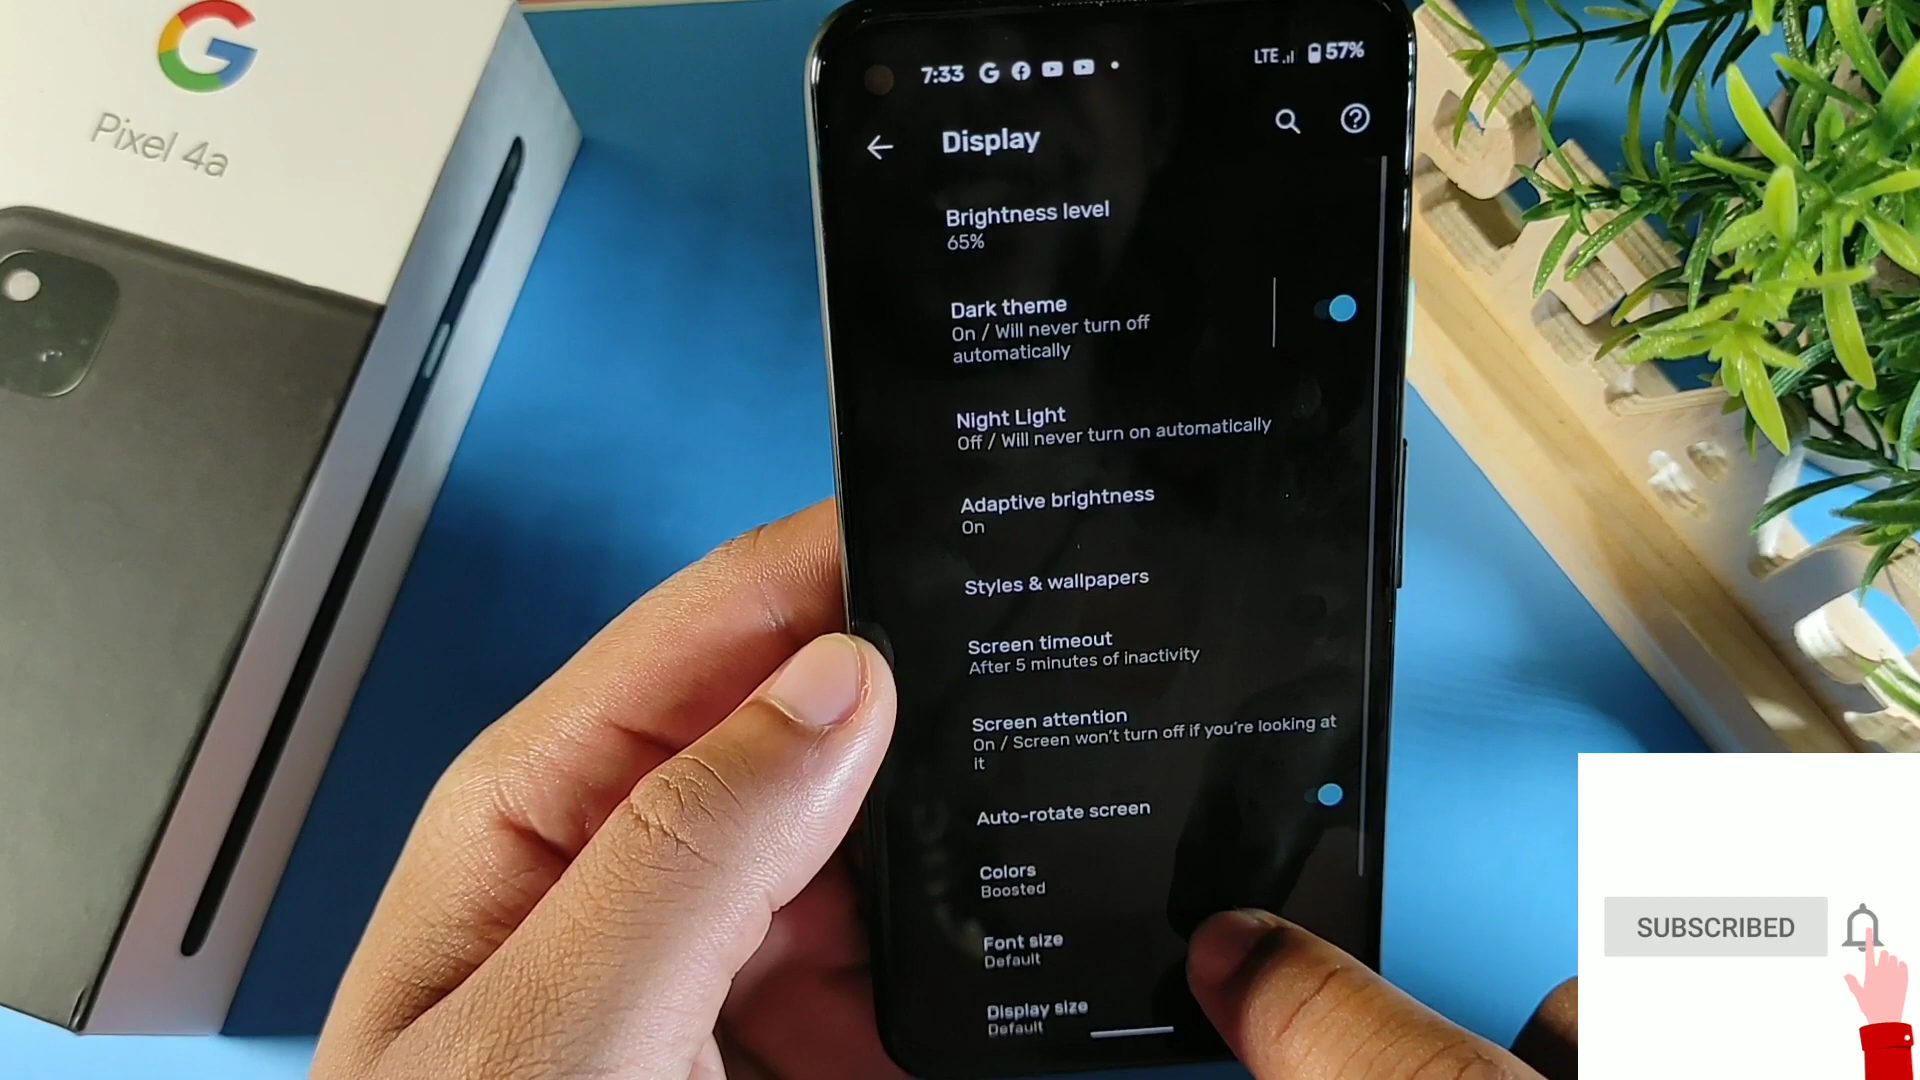 G
Pixel 4a
7:33
LTE 57%
Display
Brightness level
65%
Dark theme
On / Will never turn off
automatically
Night Light
Off / Will never turn on automatically
Adaptive brightness
On
Styles & wallpapers
Screen timeout
After 5 minutes of inactivity
Screen attention
On / Screen won't turn off if you're looking at
it
Auto-rotate screen
Colors
Boosted
Font size
Default
Display size
Default
SUBSCRIBED